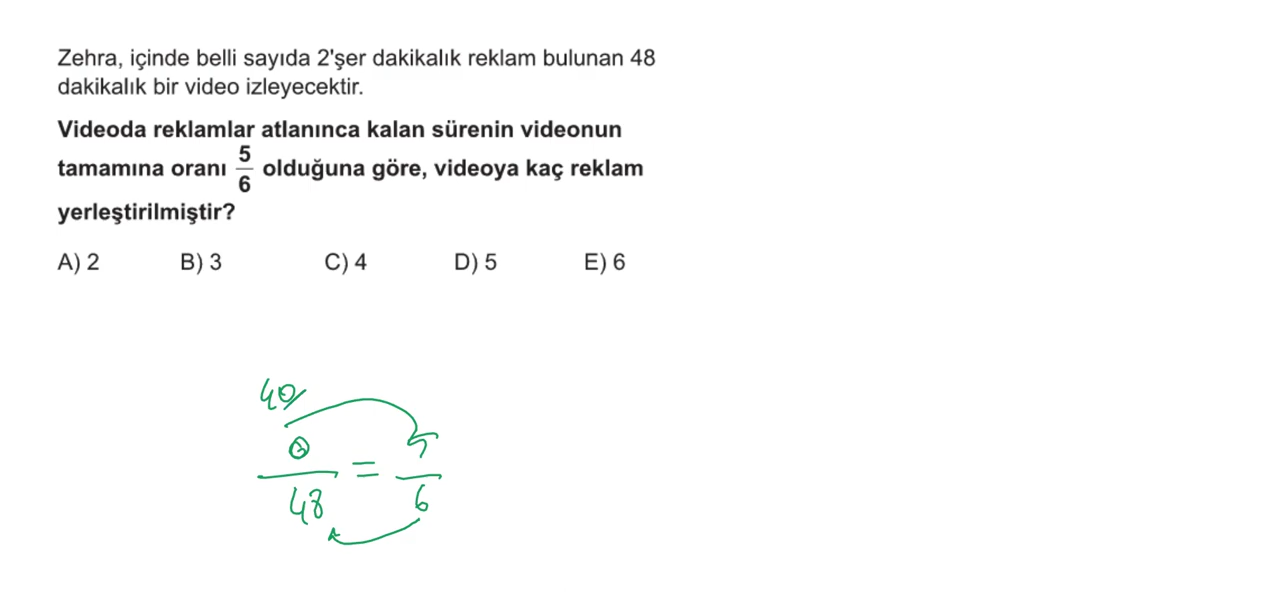 Zehra, içinde belli sayıda 2'şer dakikalık reklam bulunan 48
dakikalık bir video izleyecektir.
Videoda reklamlar atlanınca kalan sürenin videonun
tamamına oranı 5/6 olduğuna göre, videoya kaç reklam
yerleştirilmiştir?
A) 2 B) 3 C) 4 D) 5 E) 6
40
48 = 5/6